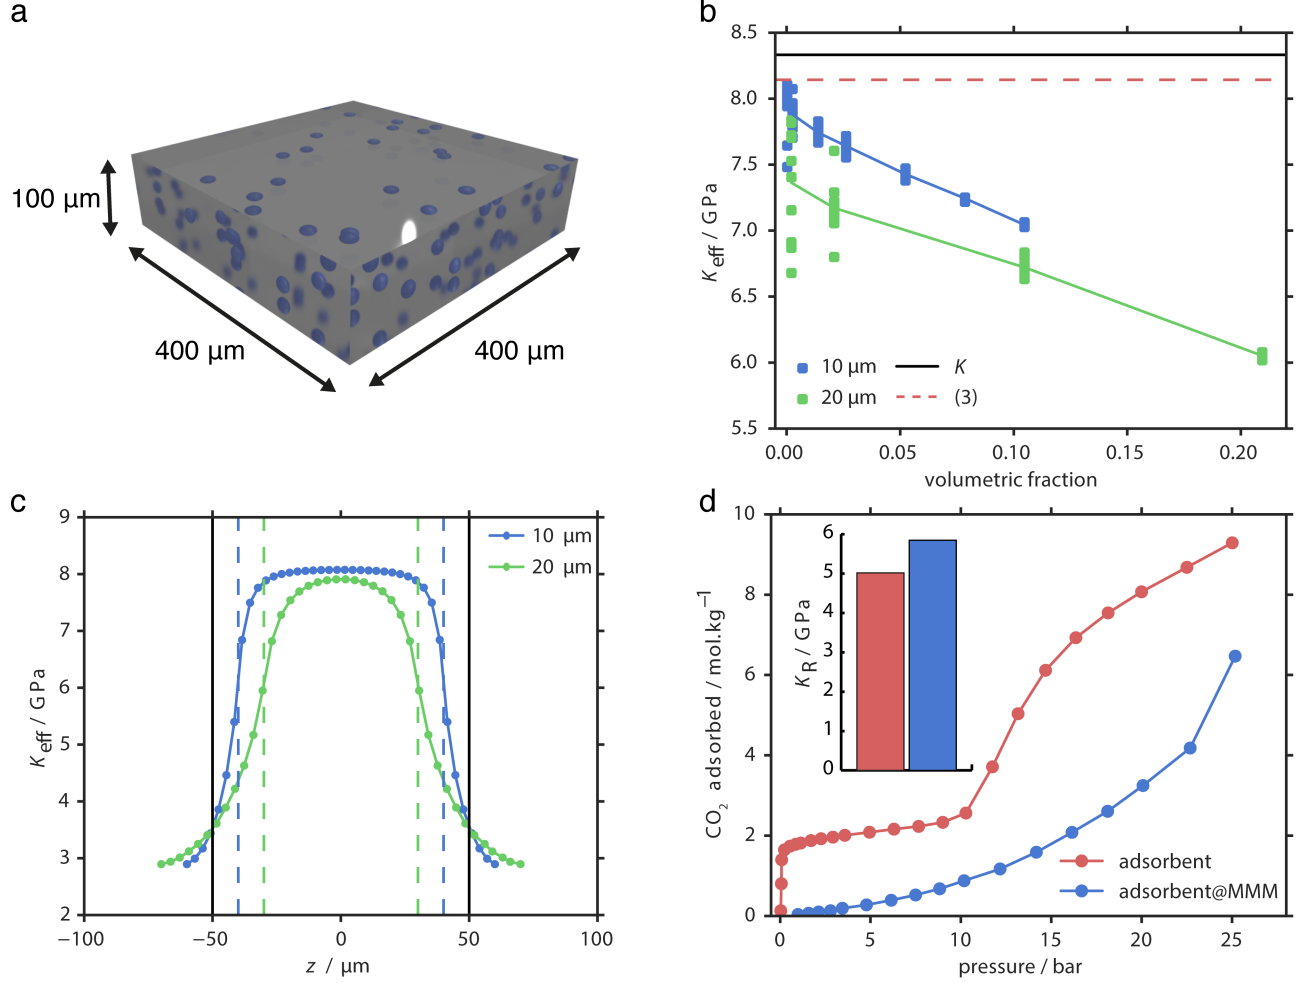 a
100 μm
400 μm
400 μm
b
8.5
8.0
7.5
7.0
6.5
6.0
5.5
Keff / GPa
10 μm
K
20 μm
(3)
0.00
0.05
0.10
0.15
0.20
volumetric fraction
c
9
8
7
6
5
4
3
2
Keff / GPa
10 μm
20 μm
−100
−50
0
50
100
z / μm
d
10
8
6
4
2
0
CO2 adsorbed / mol.kg−1
6
5
4
3
2
1
0
KR / GPa
adsorbent
adsorbent@MMM
0
5
10
15
20
25
pressure / bar